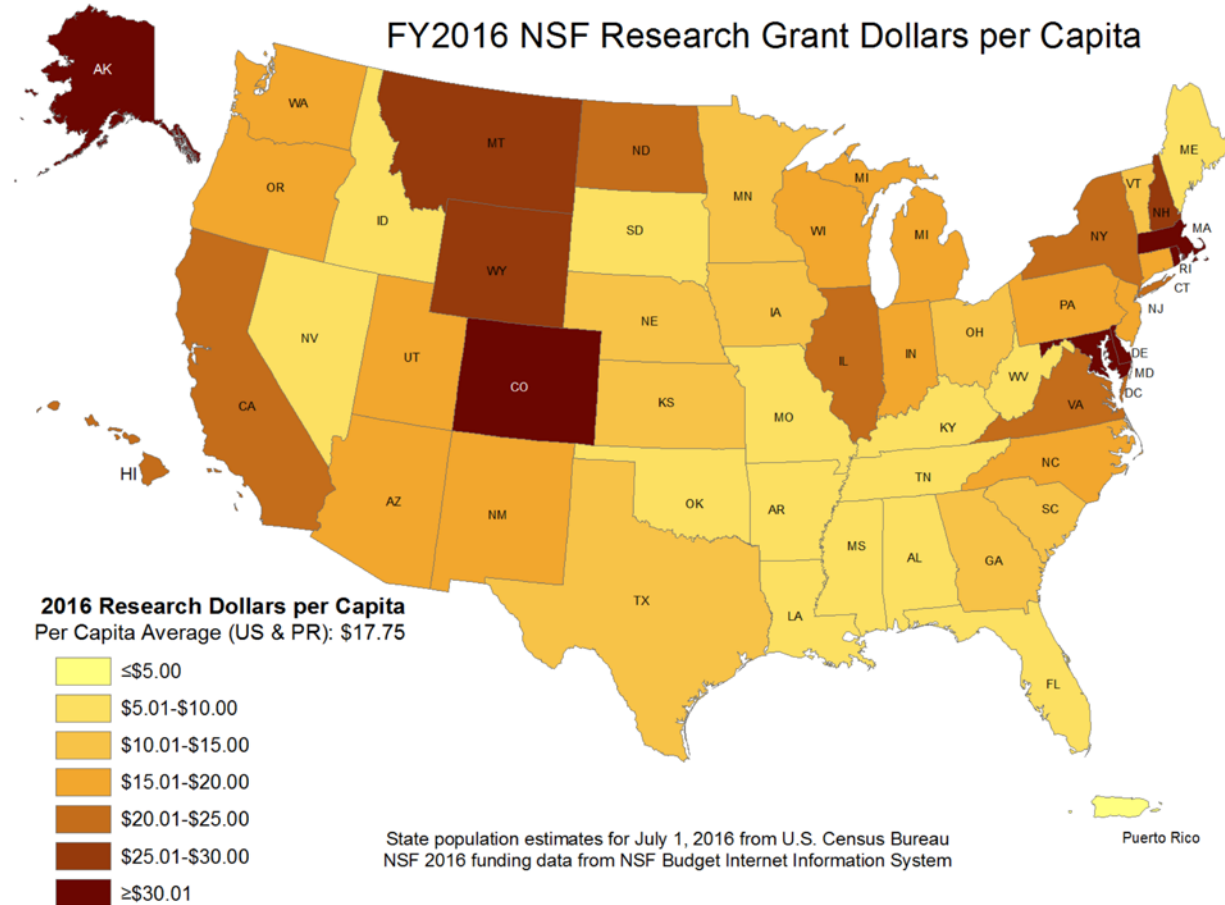 FY2016 NSF Research Grant Dollars per Capita
AK
WA
MT
ND
MN
ME
VT
NH
MI
OR
ID
SD
WI
MI
NY
MA
RI
CT
WY
NV
UT
NE
IA
PA
NJ
CO
KS
IL
IN
OH
WV
DE
MD
DC
VA
CA
MO
KY
HI
AZ
NM
OK
AR
TN
NC
SC
MS
AL
GA
TX
LA
FL
2016 Research Dollars per Capita
Per Capita Average (US & PR): $17.75
≤$5.00
$5.01-$10.00
$10.01-$15.00
$15.01-$20.00
$20.01-$25.00
$25.01-$30.00
≥$30.01
State population estimates for July 1, 2016 from U.S. Census Bureau
NSF 2016 funding data from NSF Budget Internet Information System
Puerto Rico